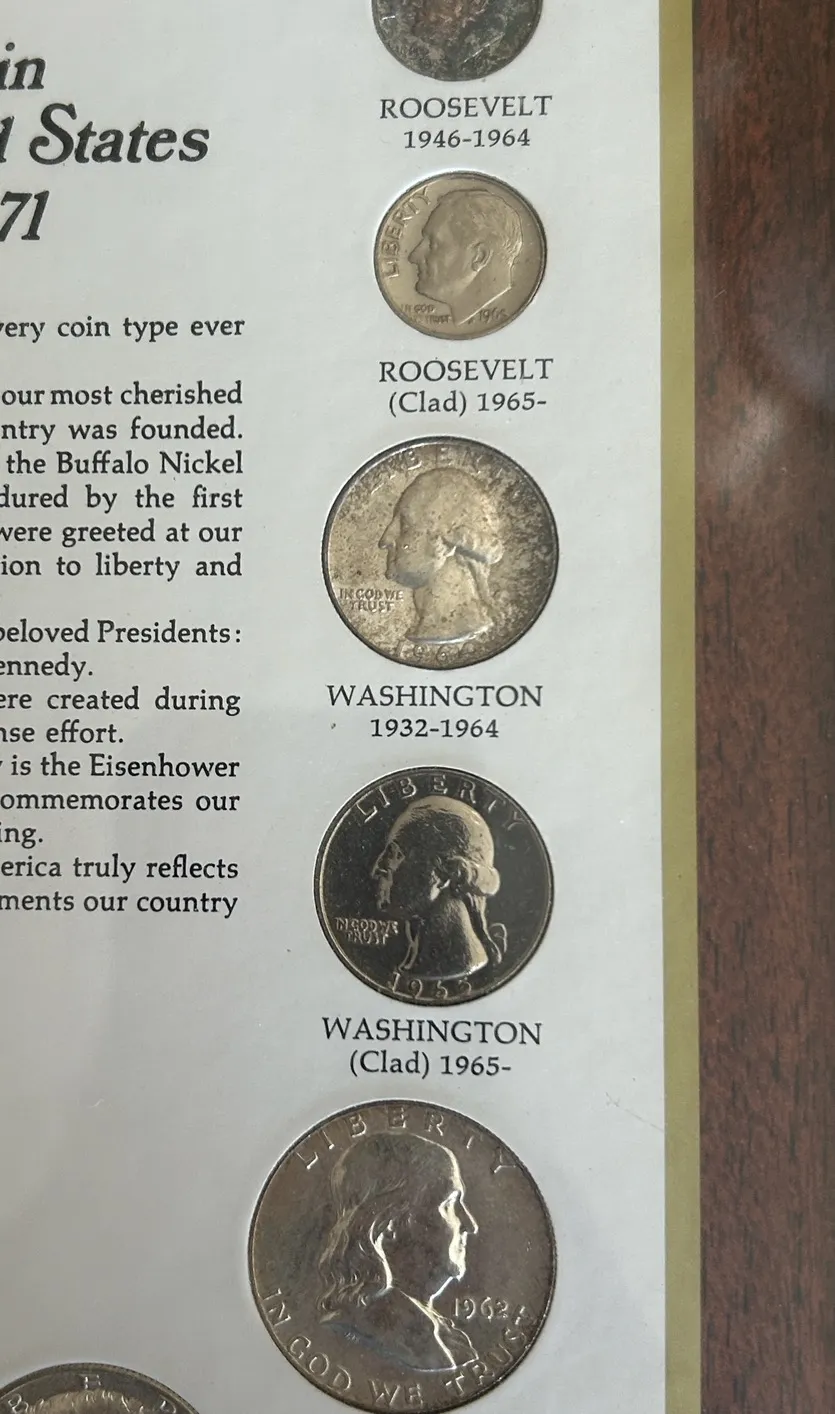 in
States
71
very coin type ever
our most cherished
ntry was founded.
the Buffalo Nickel
dured by the first
were greeted at our
ion to liberty and
beloved Presidents:
ennedy.
ere created during
nse effort.
is the Eisenhower
ommemorates our
ing.
erica truly reflects
ments our country
ROOSEVELT
1946-1964
LIBERTY
IN GOD
TRUST
1965
ROOSEVELT
(Clad) 1965-
LIBERTY
IN GOD WE
TRUST
WASHINGTON
1932-1964
LIBERTY
IN GOD WE
TRUST
1965
WASHINGTON
(Clad) 1965-
LIBERTY
1962
IN GOD WE TRUST